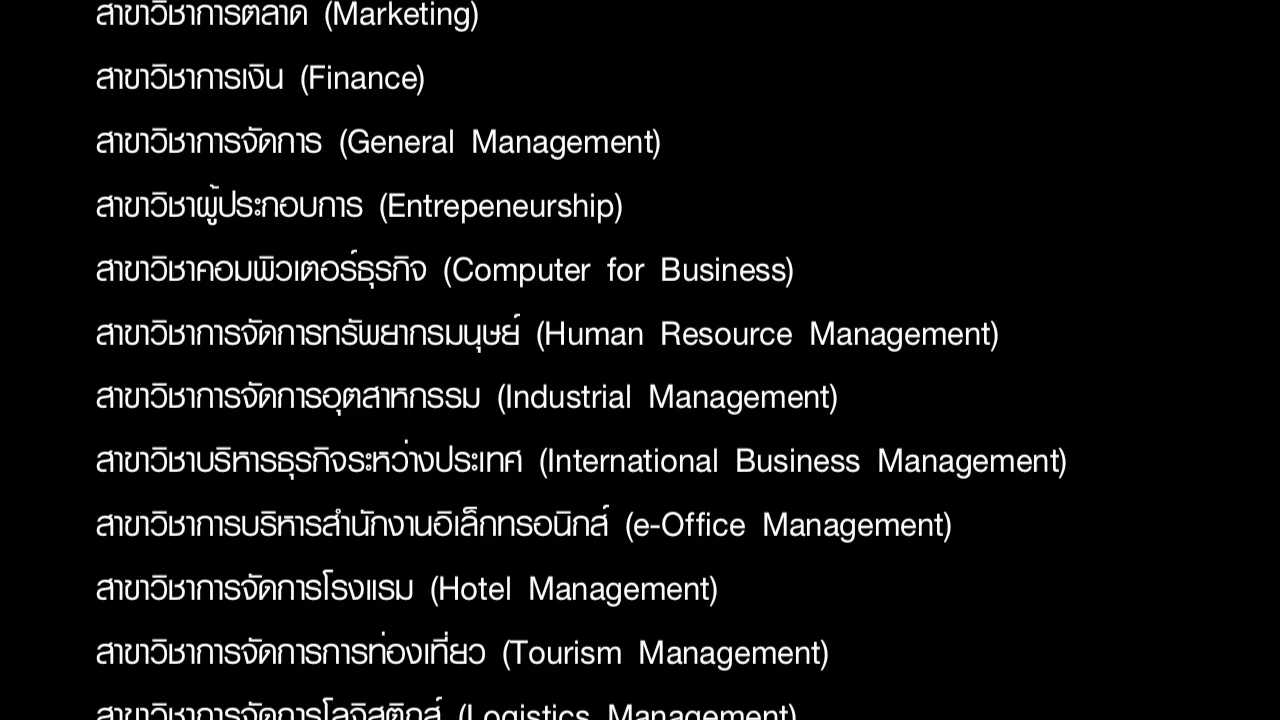 สาขาวิชาการตลาด (Marketing)
สาขาวิชาการเงิน (Finance)
สาขาวิชาการจัดการ (General Management)
สาขาวิชาผู้ประกอบการ (Entrepeneurship)
สาขาวิชาคอมพิวเตอร์ธุรกิจ (Computer for Business)
สาขาวิชาการจัดการทรัพยากรมนุษย์ (Human Resource Management)
สาขาวิชาการจัดการอุตสาหกรรม (Industrial Management)
สาขาวิชาบริหารธุรกิจระหว่างประเทศ (International Business Management)
สาขาวิชาการบริหารสำนักงานอิเล็กทรอนิกส์ (e-Office Management)
สาขาวิชาการจัดการโรงแรม (Hotel Management)
สาขาวิชาการจัดการการท่องเที่ยว (Tourism Management)
สาขาวิชาการจัดการโลจิสติกส์ (Logistics Management)